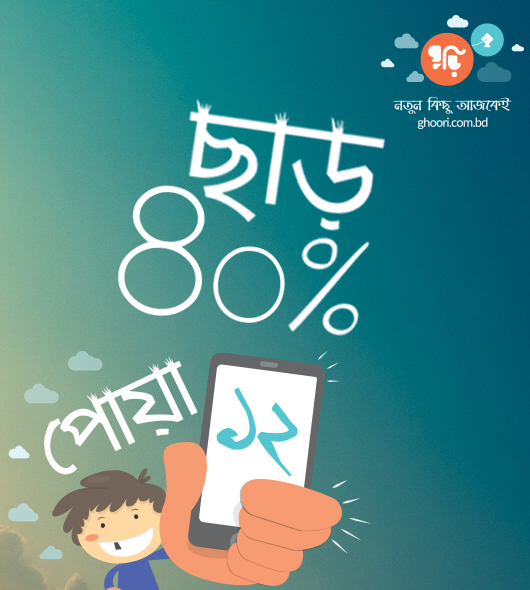 ঘুড়ি
নতুন কিছু আজকেই
ghoori.com.bd
ছাড়
৪০%
পোয়া
১২